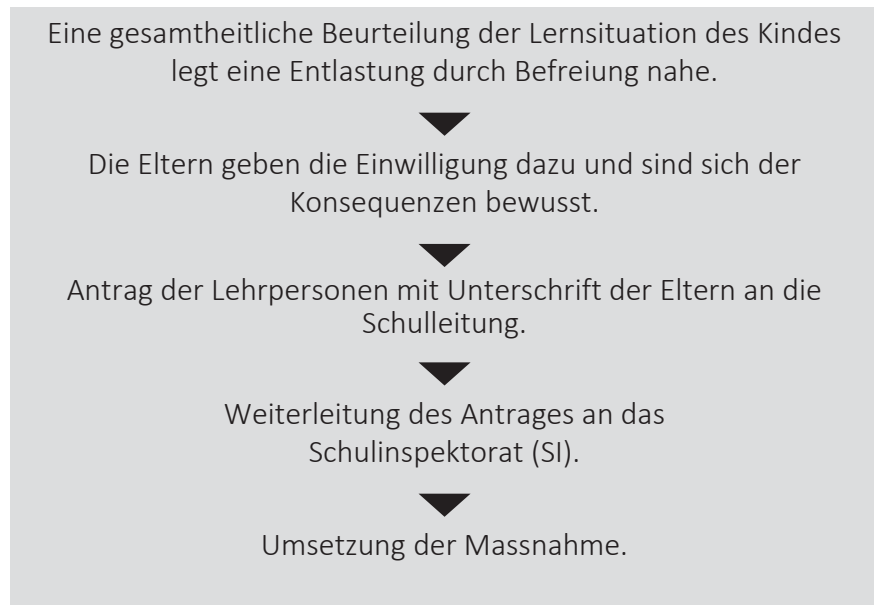 Eine gesamtheitliche Beurteilung der Lernsituation des Kindes
legt eine Entlastung durch Befreiung nahe.
Die Eltern geben die Einwilligung dazu und sind sich der
Konsequenzen bewusst.
Antrag der Lehrpersonen mit Unterschrift der Eltern an die
Schulleitung.
Weiterleitung des Antrages an das
Schulinspektorat (SI).
Umsetzung der Massnahme.